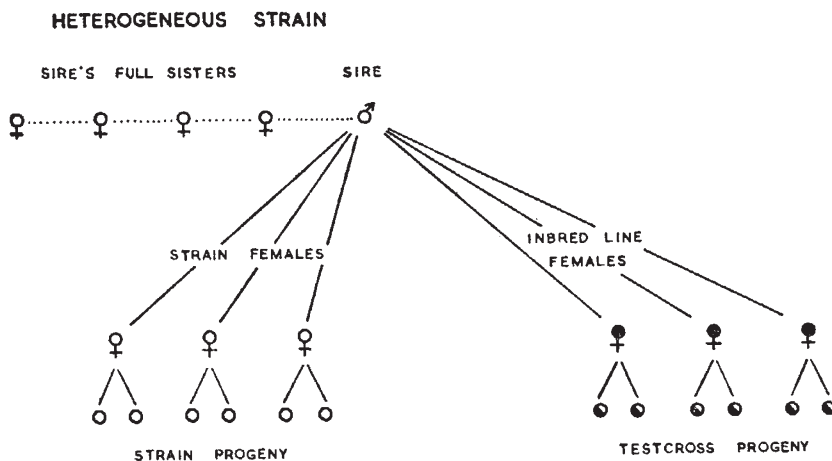 HETEROGENEOUS STRAIN
SIRE'S FULL SISTERS
SIRE
STRAIN FEMALES
INBRED LINE
FEMALES
STRAIN PROGENY
TESTCROSS PROGENY